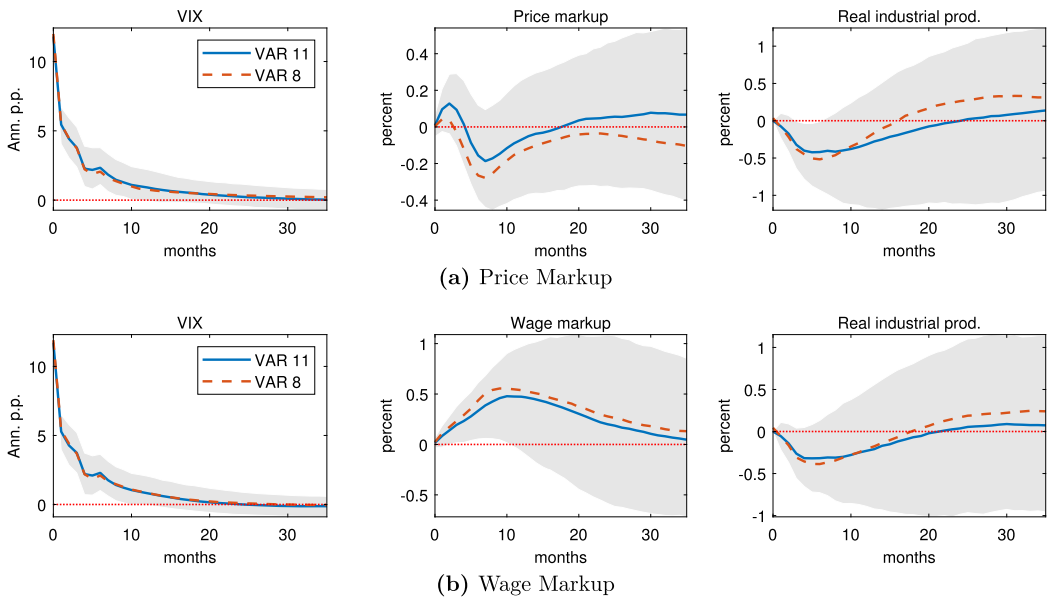 VIX
Ann. p.p.
10
5
0
VAR 11
VAR 8
0 10 20 30
months
Price markup
percent
0.4
0.2
0
-0.2
-0.4
0 10 20 30
months
Real industrial prod.
percent
1
0.5
0
-0.5
-1
0 10 20 30
months
(a) Price Markup
VIX
Ann. p.p.
10
5
0
VAR 11
VAR 8
0 10 20 30
months
Wage markup
percent
1
0.5
0
-0.5
0 10 20 30
months
Real industrial prod.
percent
1
0.5
0
-0.5
-1
0 10 20 30
months
(b) Wage Markup